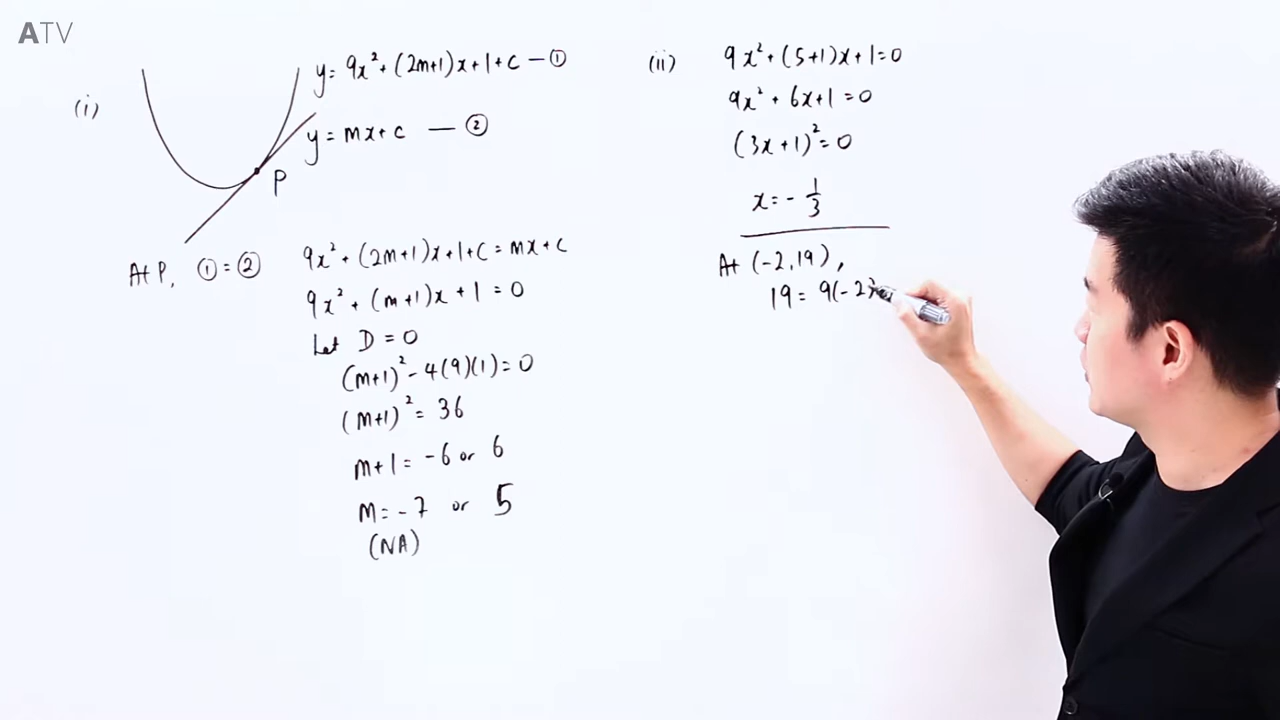 ATV
(i)
y = 9x² + (2m+1)x + 1 + c — ①
y = mx + c — ②
P
At P, ① = ②
9x² + (2m+1)x + 1 + c = mx + c
9x² + (m+1)x + 1 = 0
Let D = 0
(m+1)² - 4(9)(1) = 0
(m+1)² = 36
m+1 = -6 or 6
m = -7 or 5
(NA)
(ii)
9x² + (5+1)x + 1 = 0
9x² + 6x + 1 = 0
(3x+1)² = 0
x = - 1/3
At (-2, 19),
19 = 9(-2)